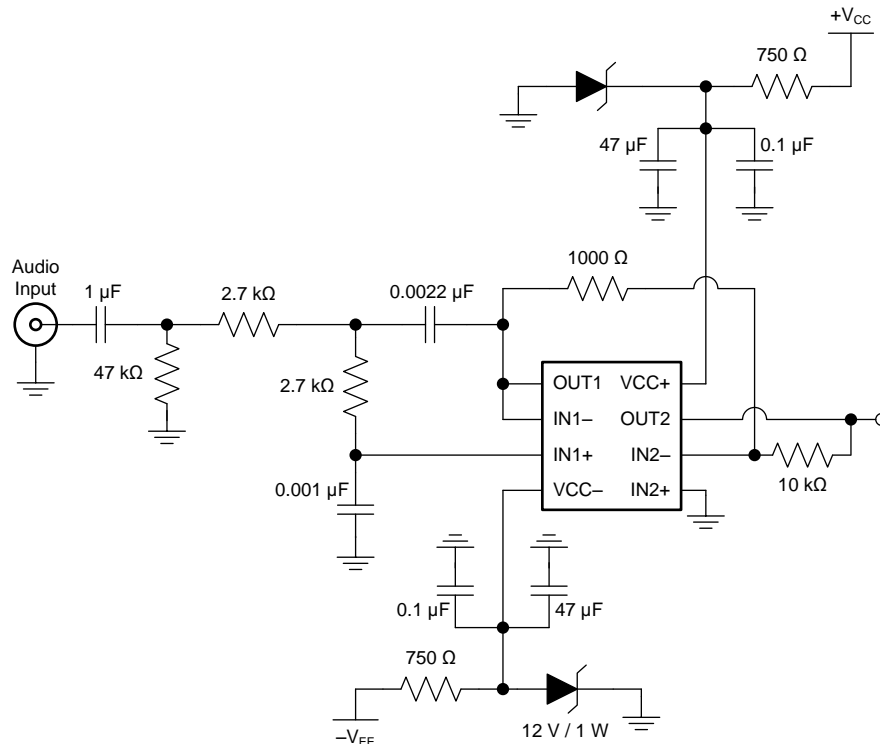 +VCC
750 Ω
47 µF
0.1 µF
1000 Ω
Audio
Input
1 µF
2.7 kΩ
0.0022 µF
47 kΩ
2.7 kΩ
OUT1
VCC+
IN1–
OUT2
IN1+
IN2–
VCC–
IN2+
10 kΩ
0.001 µF
0.1 µF
47 µF
750 Ω
12 V / 1 W
–VEE